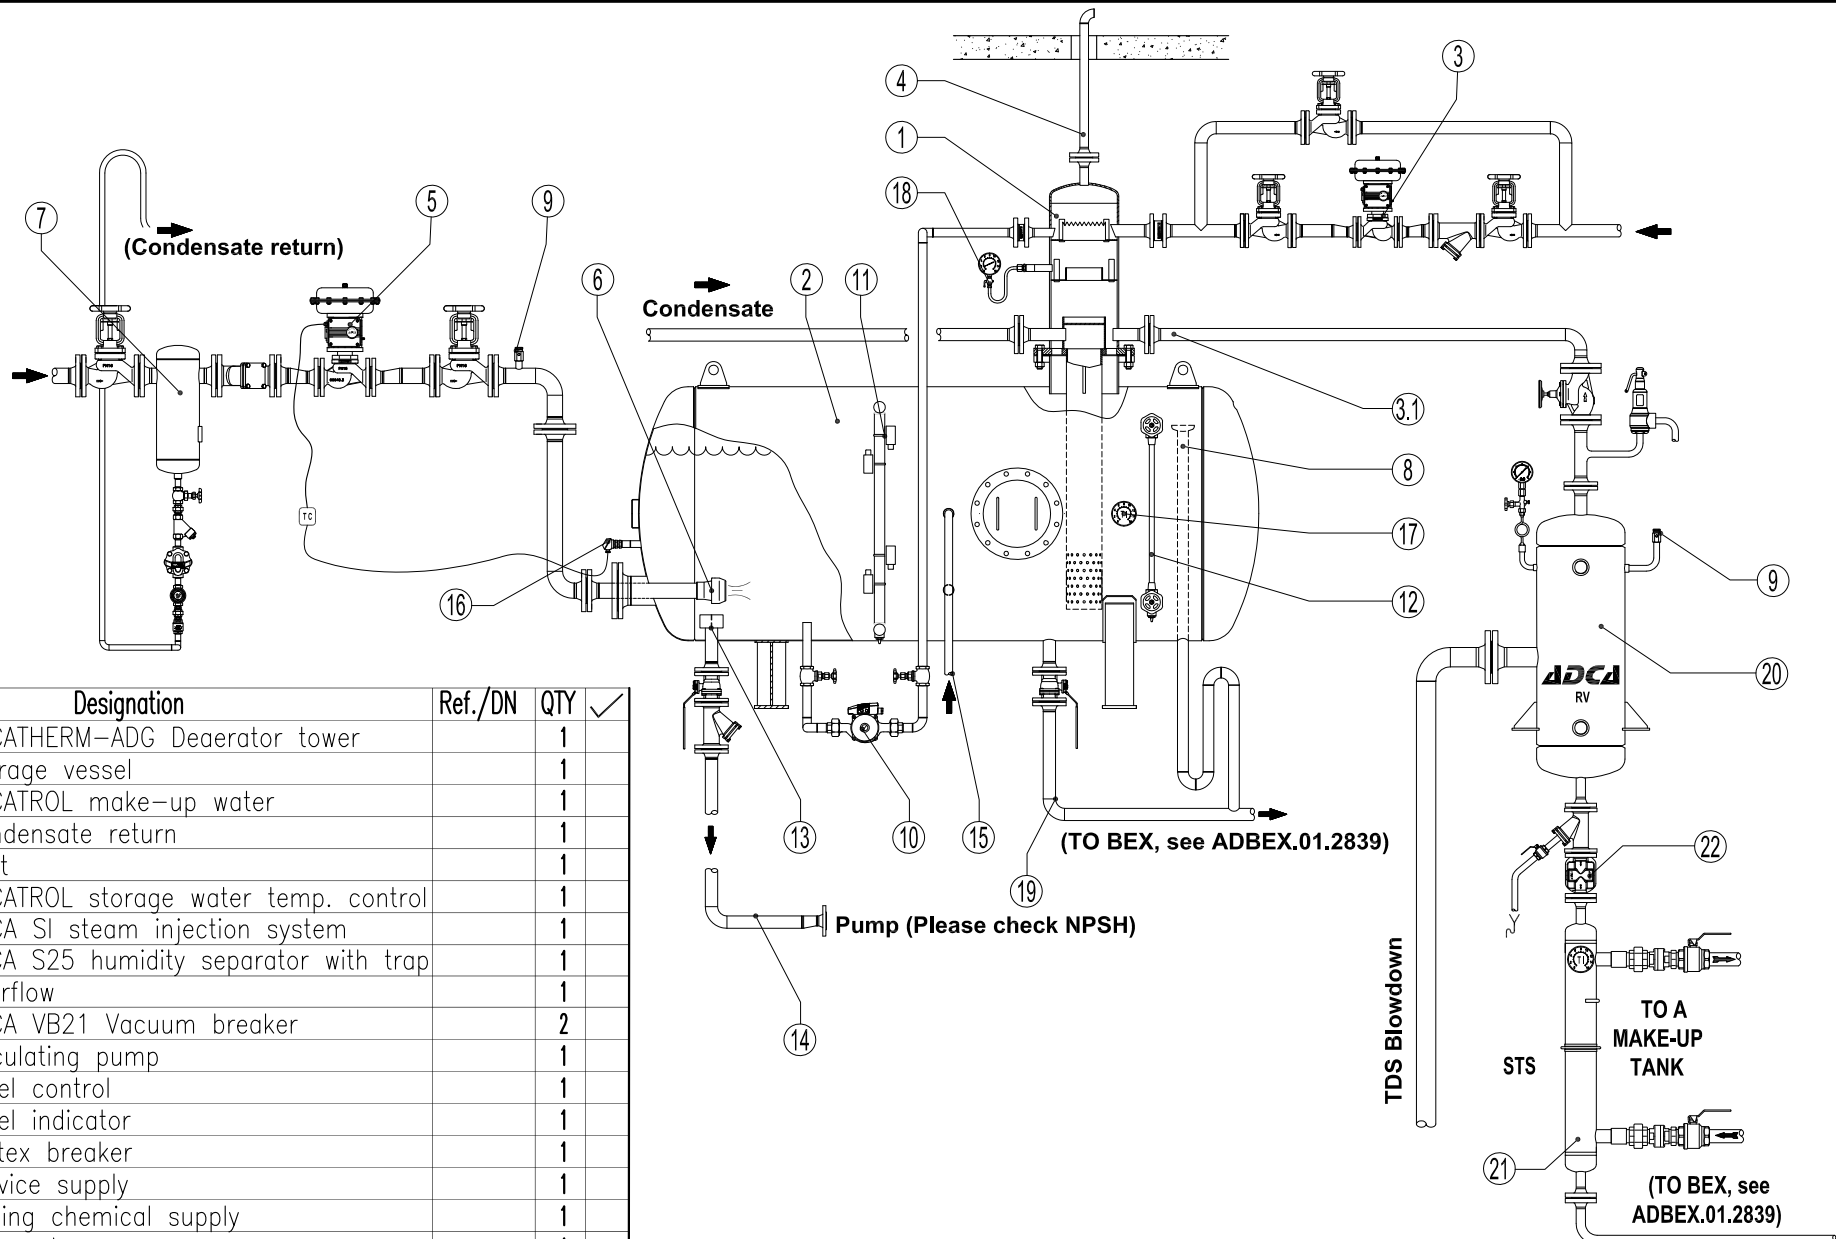 3
4
1
18
7
5
9
(Condensate return)
6
2
11
Condensate
3.1
8
17
12
16
TC
9
20
ADCA
RV
Designation Ref./DN QTY ✓
CATHERM-ADG Deaerator tower 1
rage vessel 1
CATROL make-up water 1
ndensate return 1
t 1
CATROL storage water temp. control 1
CA SI steam injection system 1
CA S25 humidity separator with trap 1
rflow 1
CA VB21 Vacuum breaker 2
culating pump 1
el control 1
el indicator 1
tex breaker 1
vice supply 1
ing chemical supply 1
13
10
15
(TO BEX, see ADBEX.01.2839)
19
22
Pump (Please check NPSH)
14
TDS Blowdown
TI
STS
TO A
MAKE-UP
TANK
21
(TO BEX, see
ADBEX.01.2839)